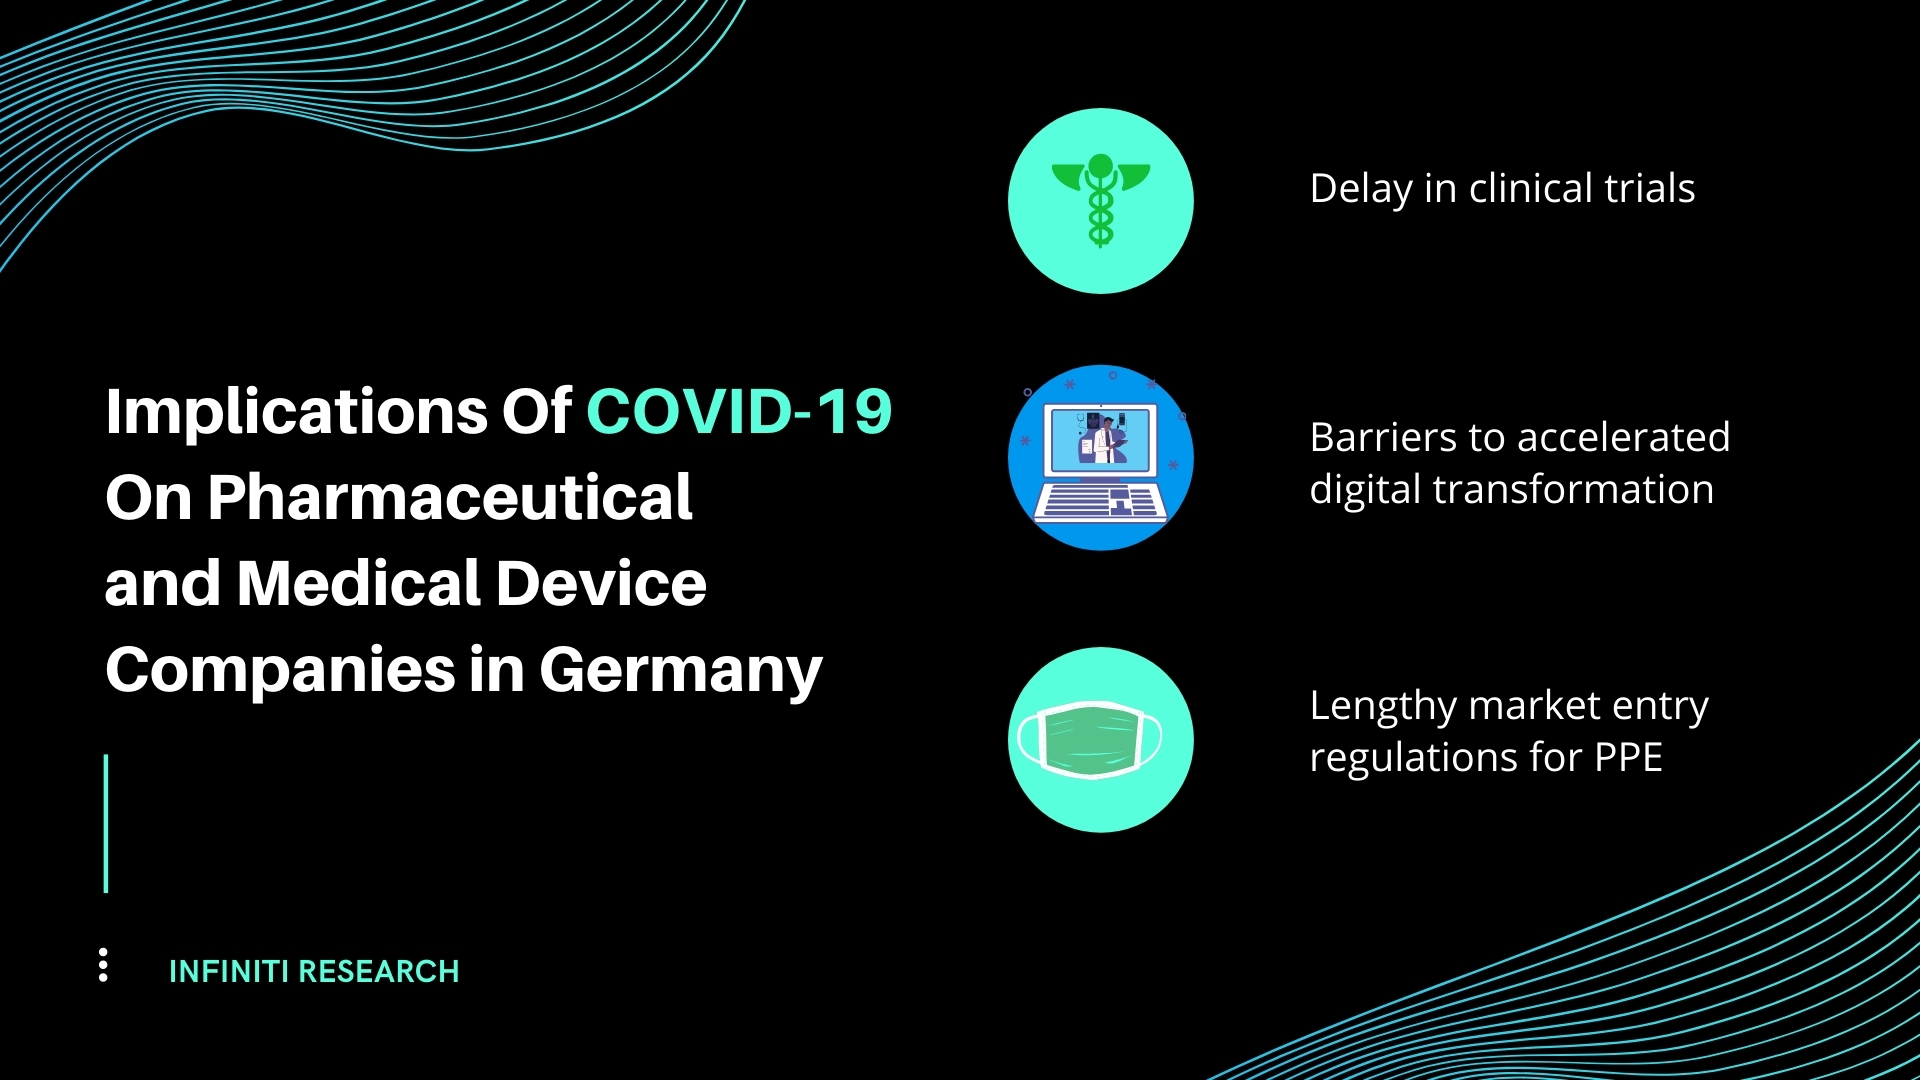 Implications Of COVID-19
On Pharmaceutical
and Medical Device
Companies in Germany
INFINITI RESEARCH
Delay in clinical trials
Barriers to accelerated
digital transformation
Lengthy market entry
regulations for PPE